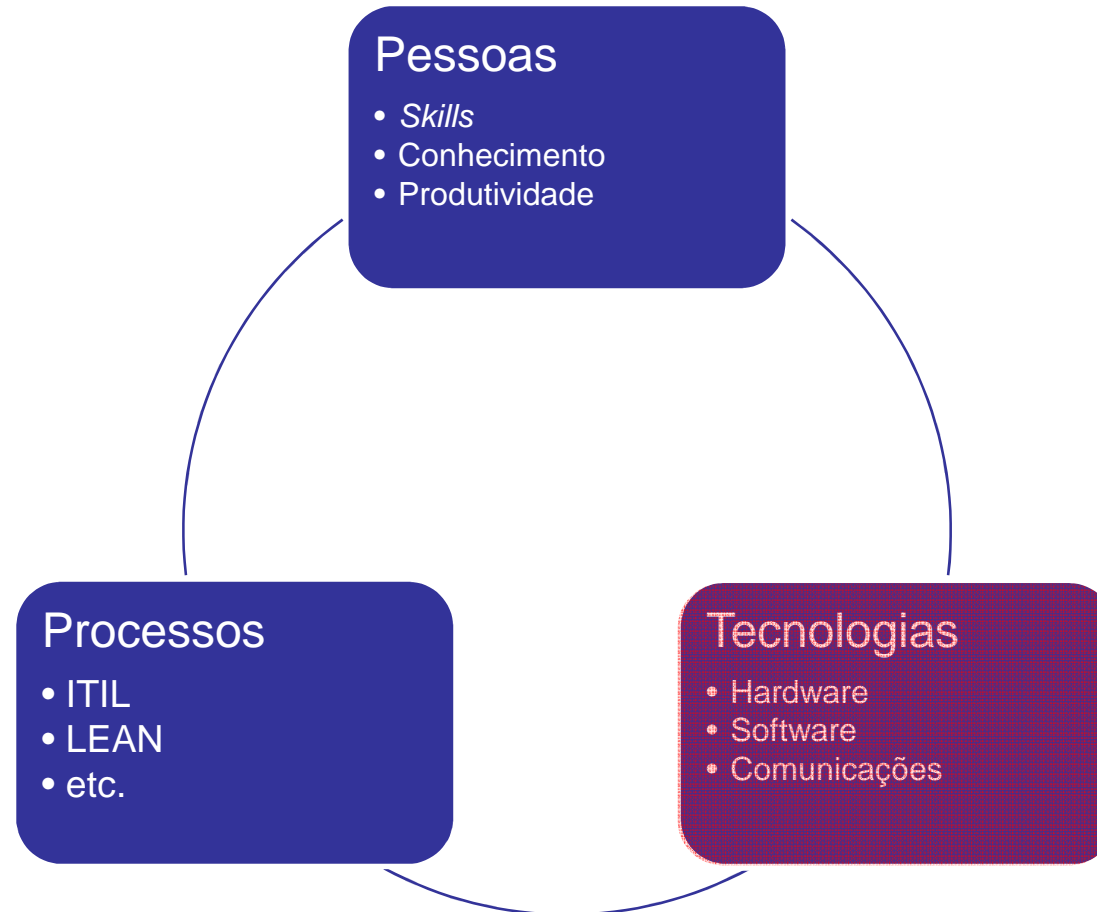 Pessoas
• Skills
• Conhecimento
• Produtividade
Processos
• ITIL
• LEAN
• etc.
Tecnologias
• Hardware
• Software
• Comunicações